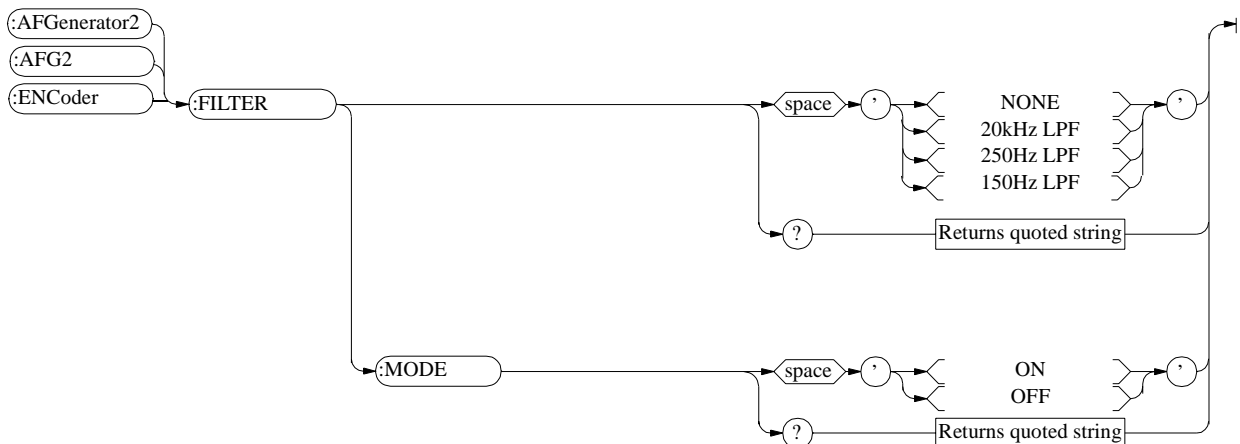 :AFGenerator2
:AFG2
:ENCoder
:FILTER
space
’
NONE
’
20kHz LPF
250Hz LPF
150Hz LPF
?
Returns quoted string
:MODE
space
’
ON
’
OFF
?
Returns quoted string